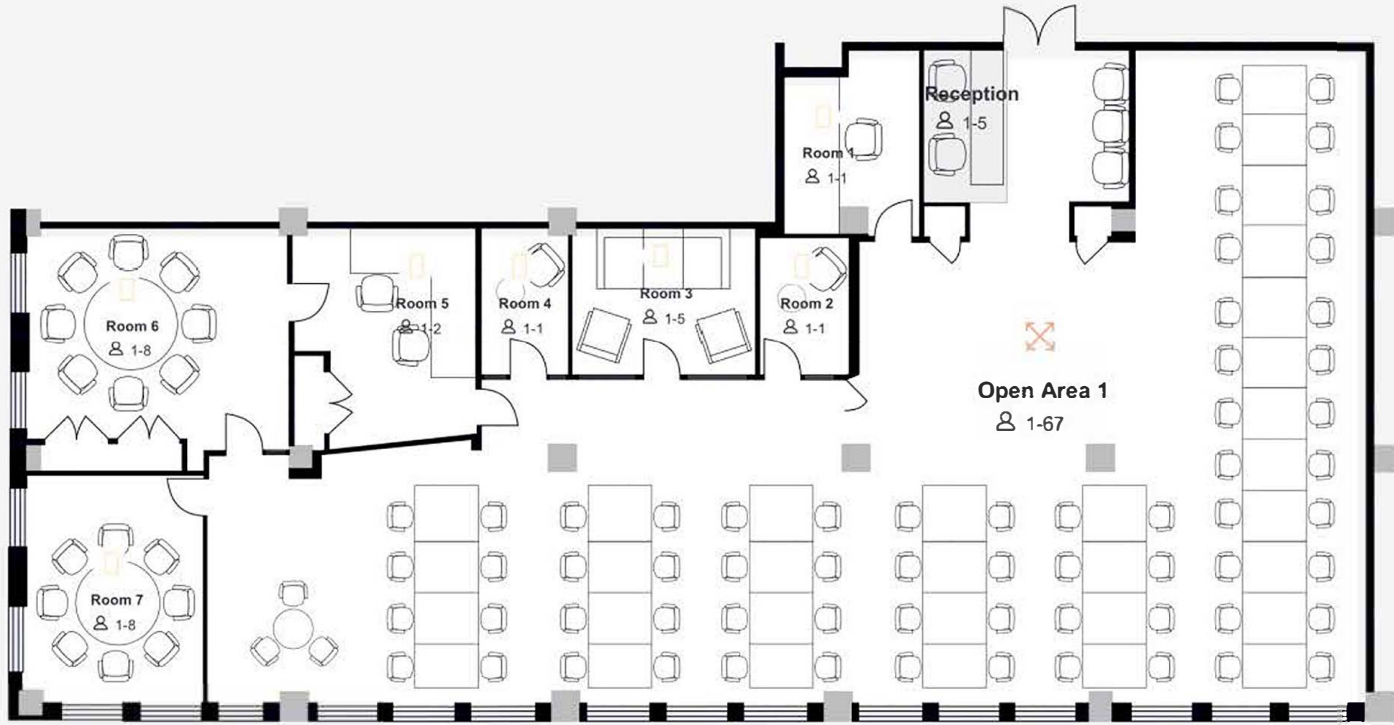 Reception
1-5
Room 1
1-1
Room 6
1-8
Room 5
1-2
Room 4
1-1
Room 3
1-5
Room 2
1-1
Open Area 1
1-67
Room 7
1-8